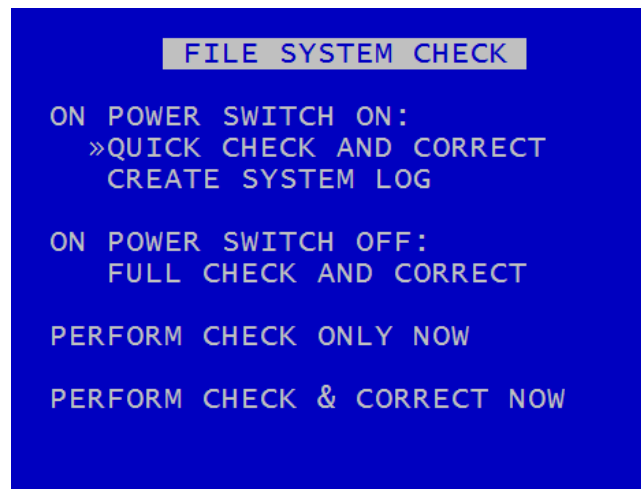 FILE SYSTEM CHECK
ON POWER SWITCH ON:
»QUICK CHECK AND CORRECT
CREATE SYSTEM LOG
ON POWER SWITCH OFF:
FULL CHECK AND CORRECT
PERFORM CHECK ONLY NOW
PERFORM CHECK & CORRECT NOW